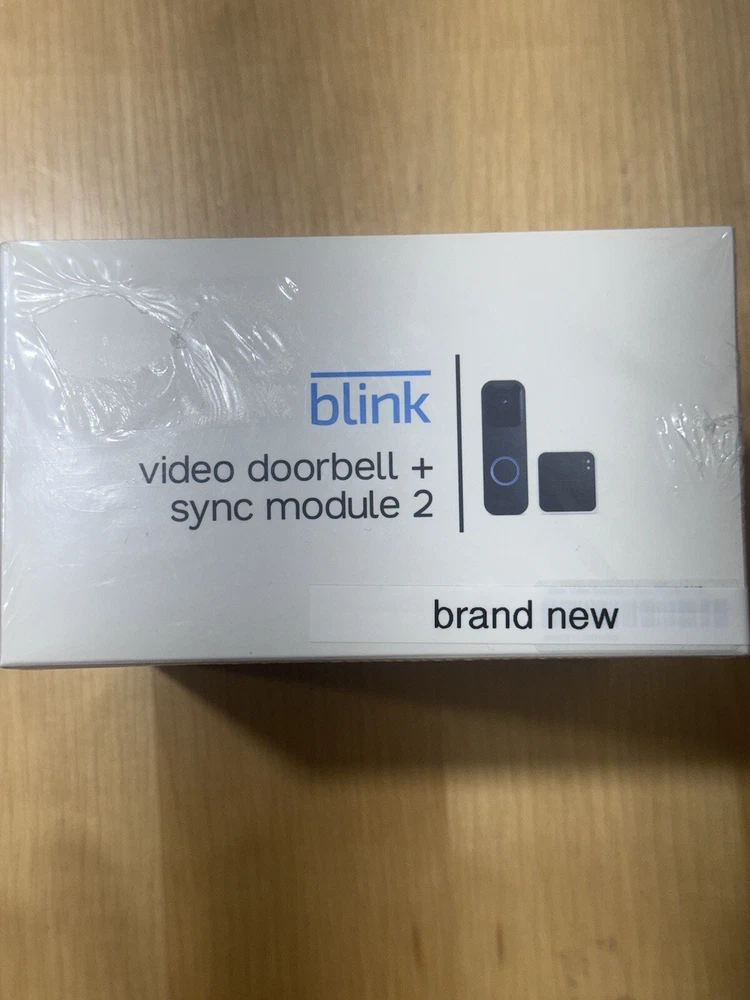 blink
video doorbell +
sync module 2
brand new